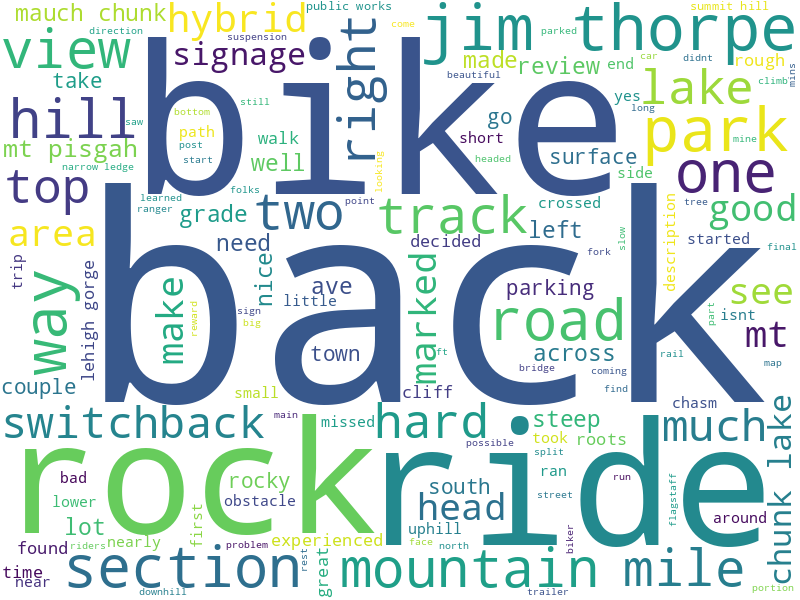 public works
summit hill
mauch chunk
hybrid
jim thorpe
come
direction
suspension
parked
view
signage
right
made
review
end
car
didnt
rough
beautiful
take
yes
lake
climb
mins
long
hill
bike
bottom
still
go
park
saw
path
walk
short
mine
mt pisgah
post
start
well
surface
headed
narrow ledge
looking
side
one
top
learned
folks
point
crossed
tree
ranger
grade
two
track
left
good
area
need
decided
slow
description
started
final
nice
fork
way
trip
lehigh gorge
make
ave
marked
parking
see
little
reward
sign
big
back
road
part
isnt
mt
town
across
rail
ft
bridge
coming
map
couple
find
small
cliff
chasm
switchback
main
missed
hard
steep
much
chunk lake
took
roots
possible
split
rock
ride
bad
rocky
ran
run
south
lower
obstacle
head
street
flagstaff
around
lot
first
uphill
found
riders
nearly
problem
experienced
face
north
biker
time
near
section
rest
great
mountain
mile
downhill
trailer
portion